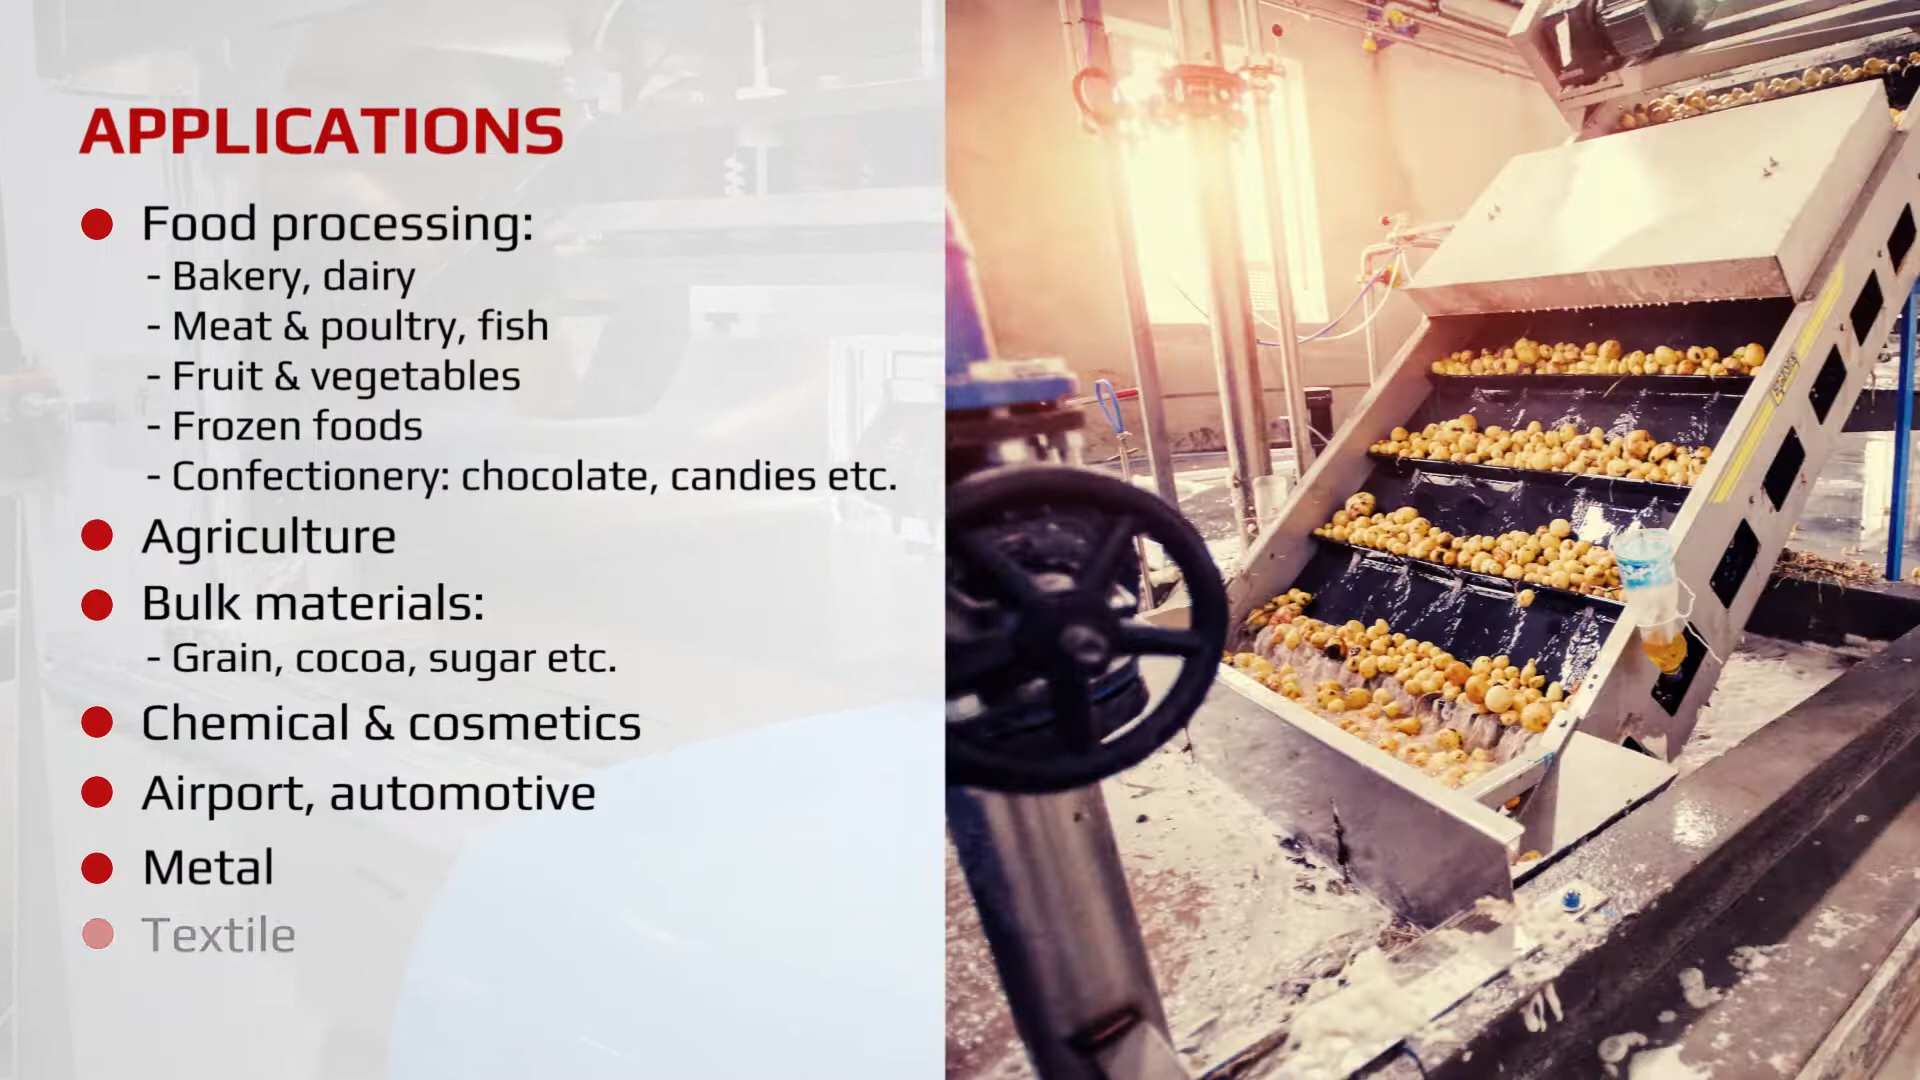 APPLICATIONS
Food processing:
- Bakery, dairy
- Meat & poultry, fish
- Fruit & vegetables
- Frozen foods
- Confectionery: chocolate, candies etc.
Agriculture
Bulk materials:
- Grain, cocoa, sugar etc.
Chemical & cosmetics
Airport, automotive
Metal
Textile